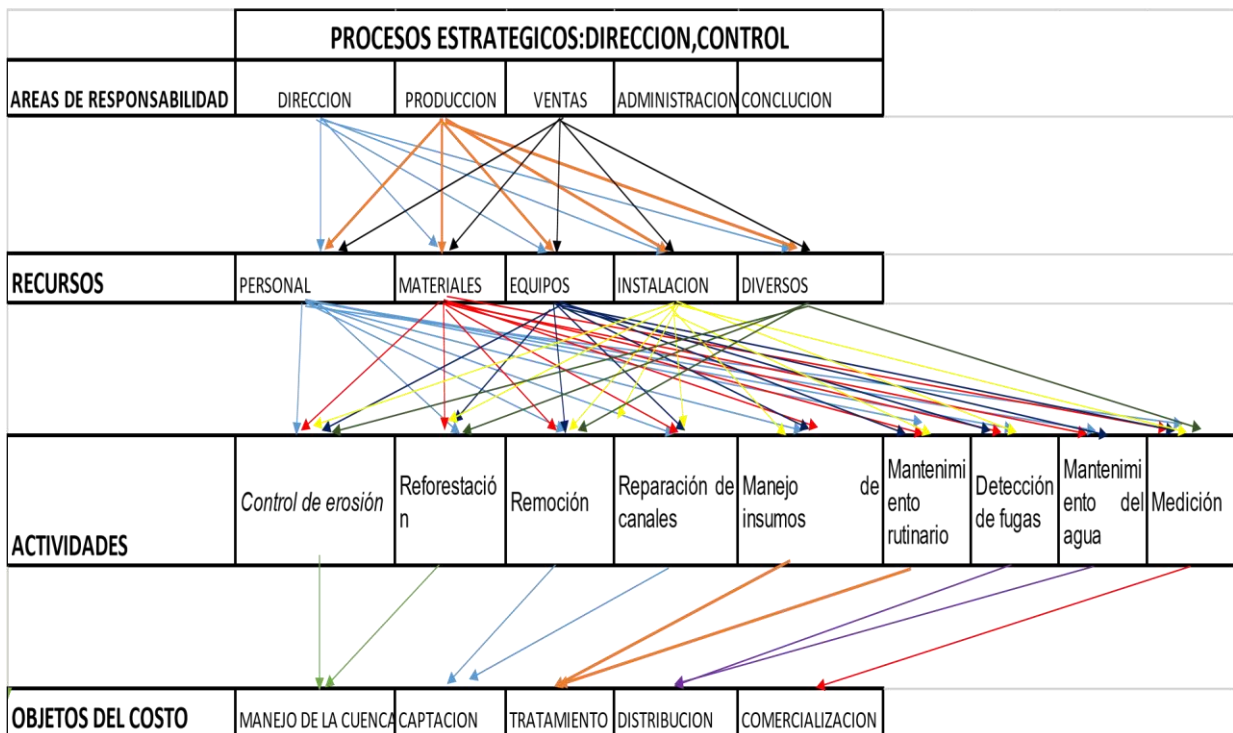 PROCESOS ESTRATEGICOS:DIRECCION,CONTROL
AREAS DE RESPONSABILIDAD
DIRECCION
PRODUCCION
VENTAS
ADMINISTRACION
CONCLUCION
RECURSOS
PERSONAL
MATERIALES
EQUIPOS
INSTALACION
DIVERSOS
ACTIVIDADES
Control de erosión
Reforestació
n
Remoción
Reparación de
canales
Manejo de
insumos
Mantenimi
ento
rutinario
Detección
de fugas
Mantenimi
ento del
agua
Medición
OBJETOS DEL COSTO
MANEJO DE LA CUENCA
CAPTACION
TRATAMIENTO
DISTRIBUCION
COMERCIALIZACION